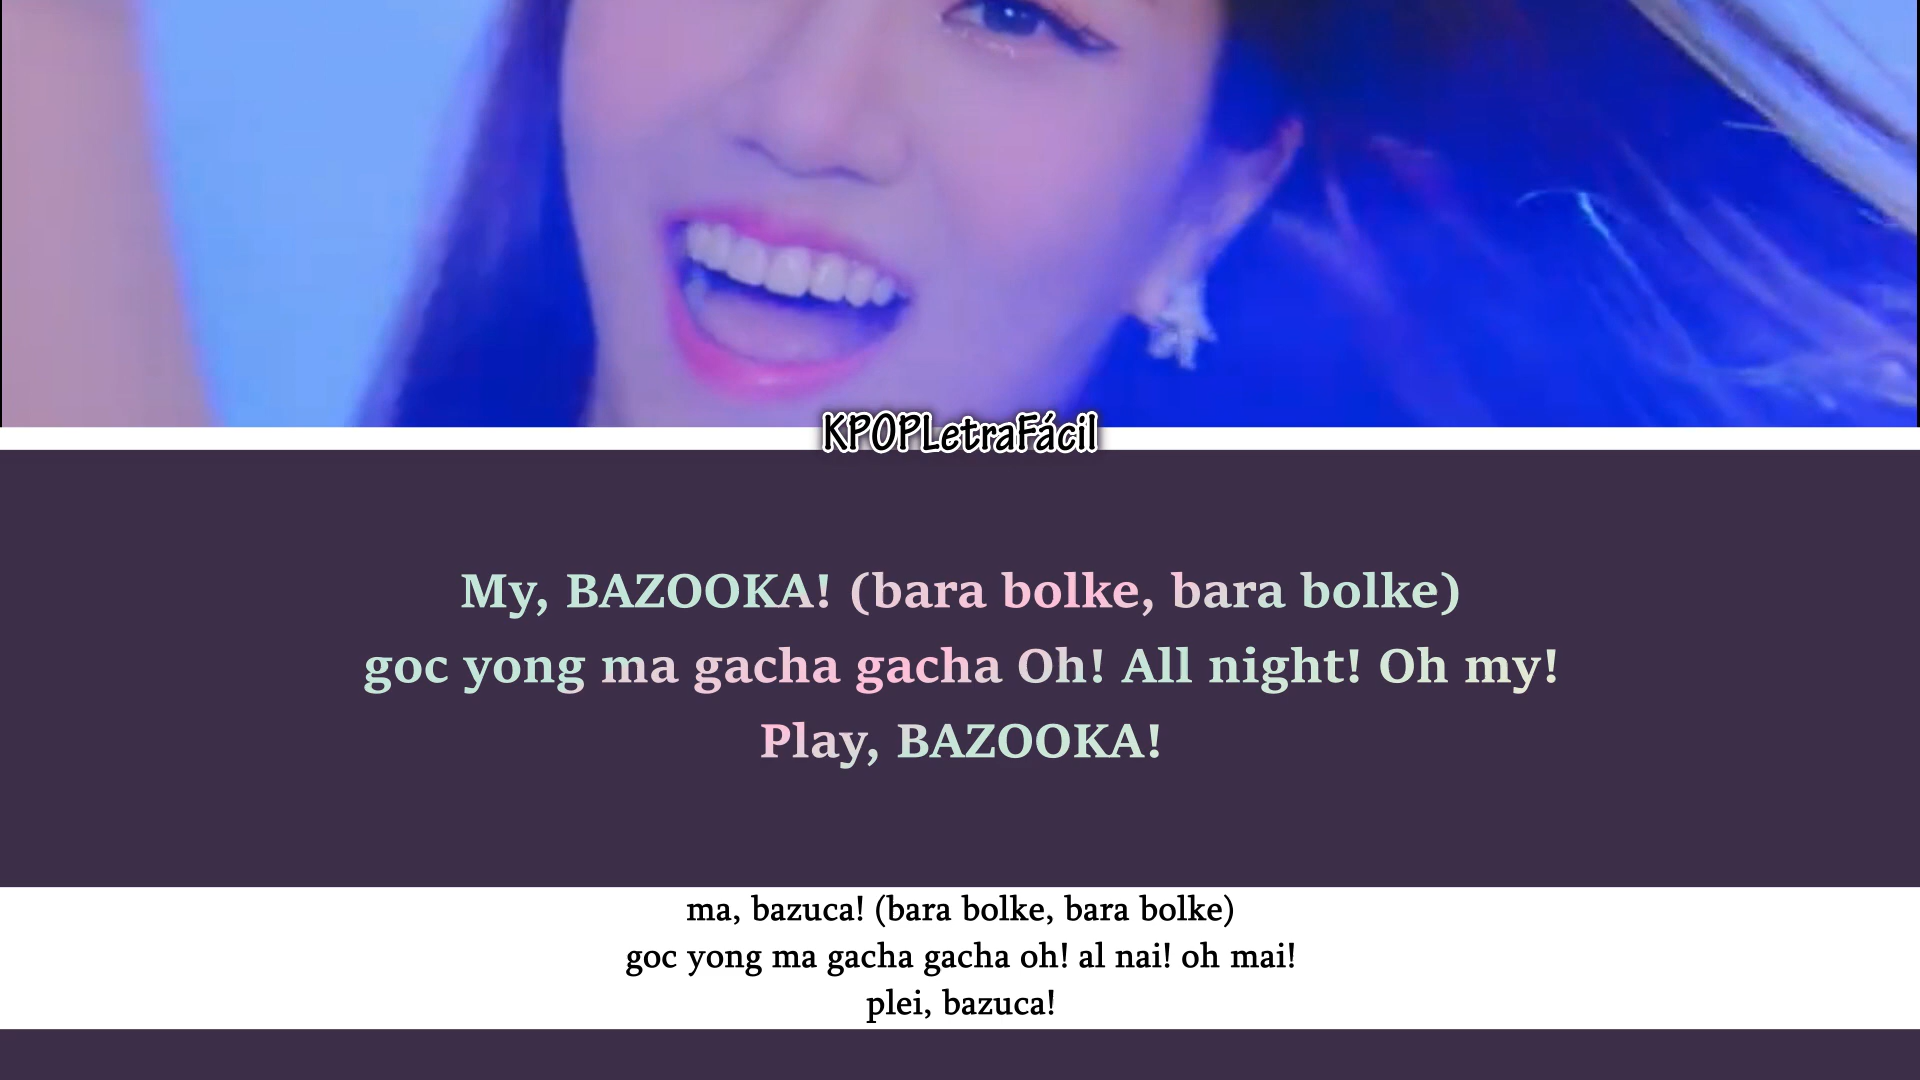 KPOPLetraFácil
My, BAZOOKA! (bara bolke, bara bolke)
goc yong ma gacha gacha Oh! All night! Oh my!
Play, BAZOOKA!
ma, bazuca! (bara bolke, bara bolke)
goc yong ma gacha gacha oh! al nai! oh mai!
plei, bazuca!